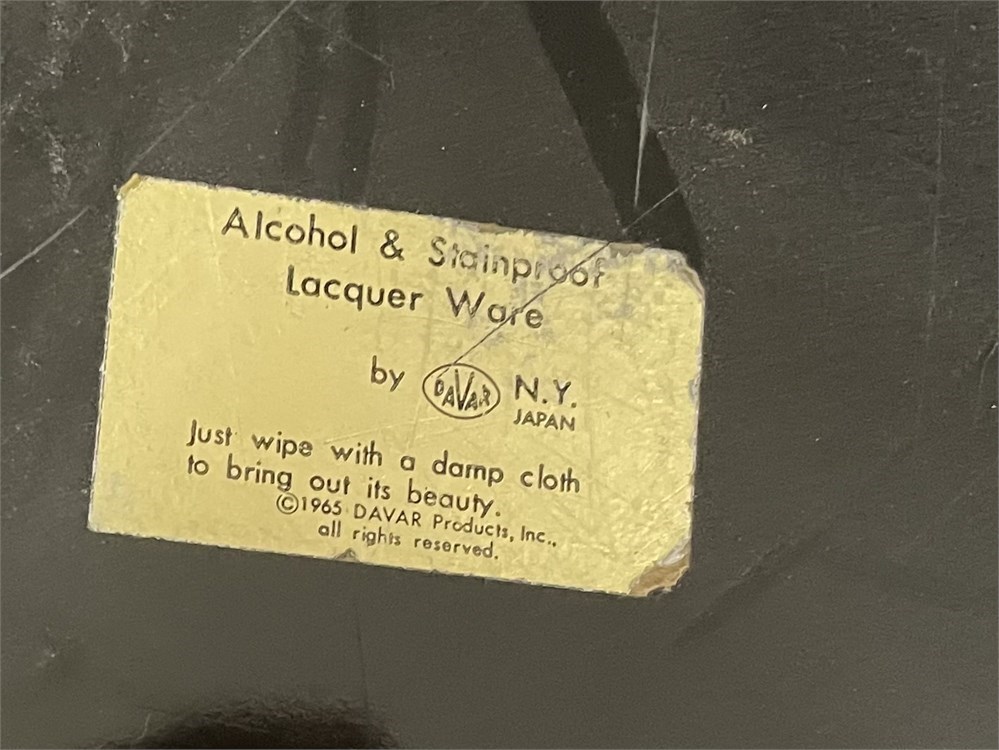 Alcohol & Stainproof
Lacquer Ware
by DAVAR N.Y.
JAPAN
Just wipe with a damp cloth
to bring out its beauty.
©1965 DAVAR Products, Inc.,
all rights reserved.